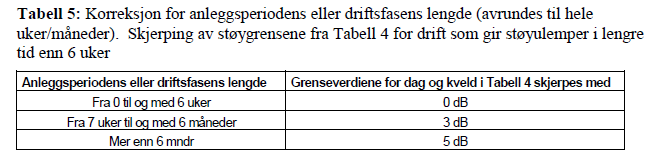 Tabell 5: Korreksjon for anleggsperiodens eller driftsfasens lengde (avrundes til hele
uker/måneder). Skjerping av støygrensene fra Tabell 4 for drift som gir støyulemper i lengre
tid enn 6 uker
Anleggsperiodens eller driftsfasens lengde Grenseverdiene for dag og kveld i Tabell 4 skjerpes med
Fra 0 til og med 6 uker 0 dB
Fra 7 uker til og med 6 måneder 3 dB
Mer enn 6 mndr 5 dB